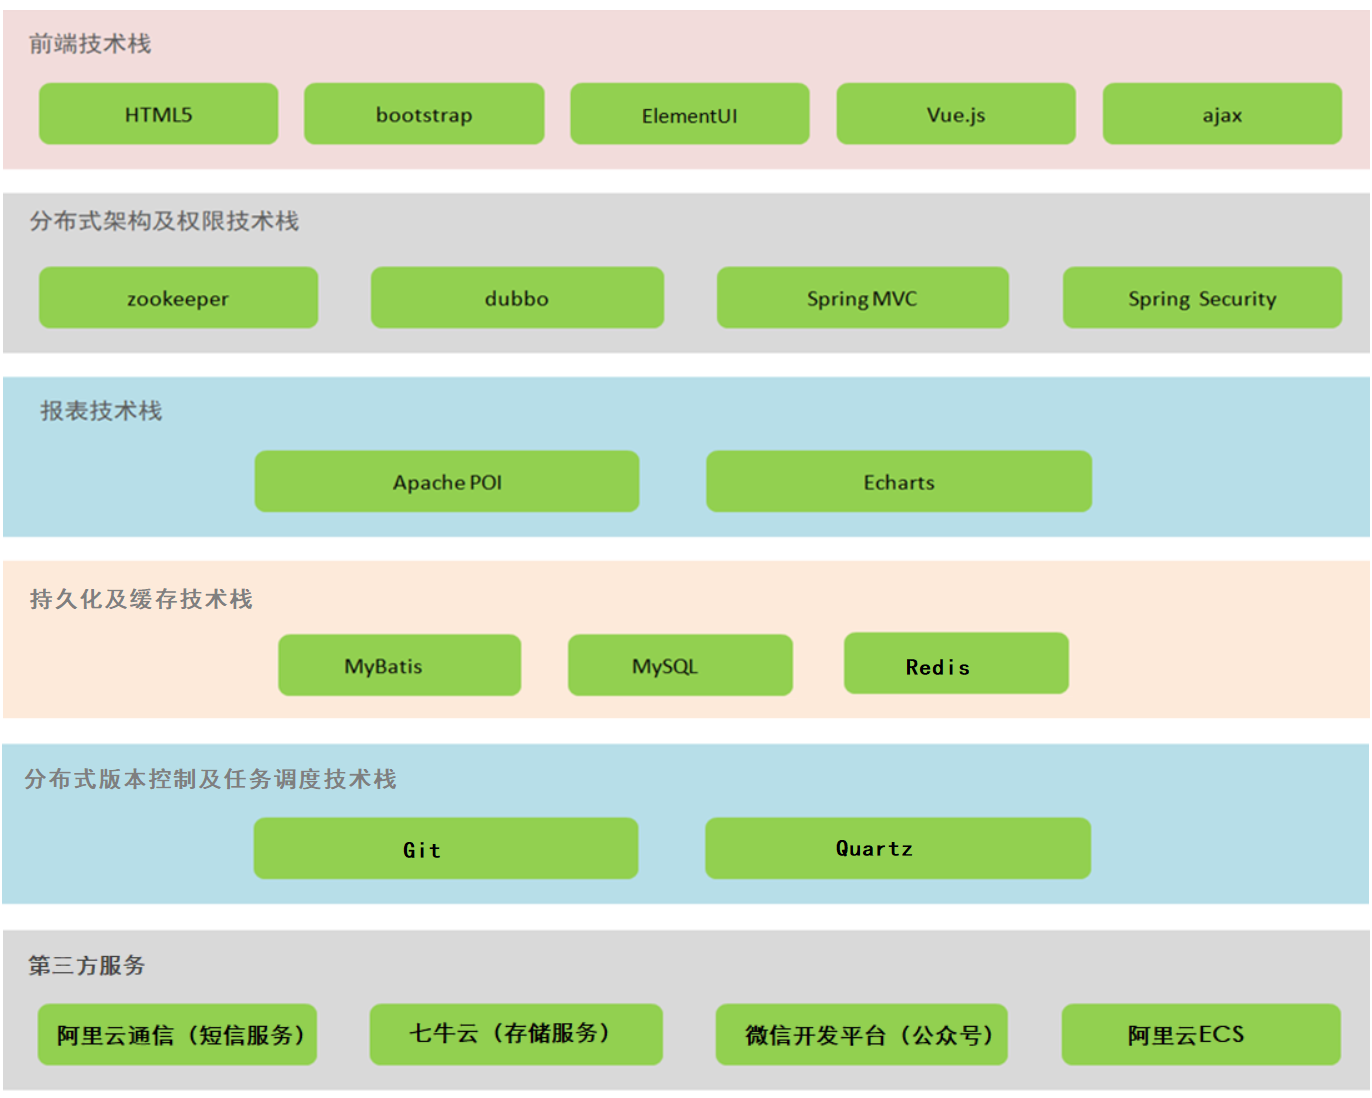 前端技术栈
HTML5 bootstrap ElementUI Vue.js ajax
分布式架构及权限技术栈
zookeeper dubbo Spring MVC Spring Security
报表技术栈
Apache POI Echarts
持久化及缓存技术栈
MyBatis MySQL Redis
分布式版本控制及任务调度技术栈
Git Quartz
第三方服务
阿里云通信（短信服务） 七牛云（存储服务） 微信开发平台（公众号） 阿里云ECS